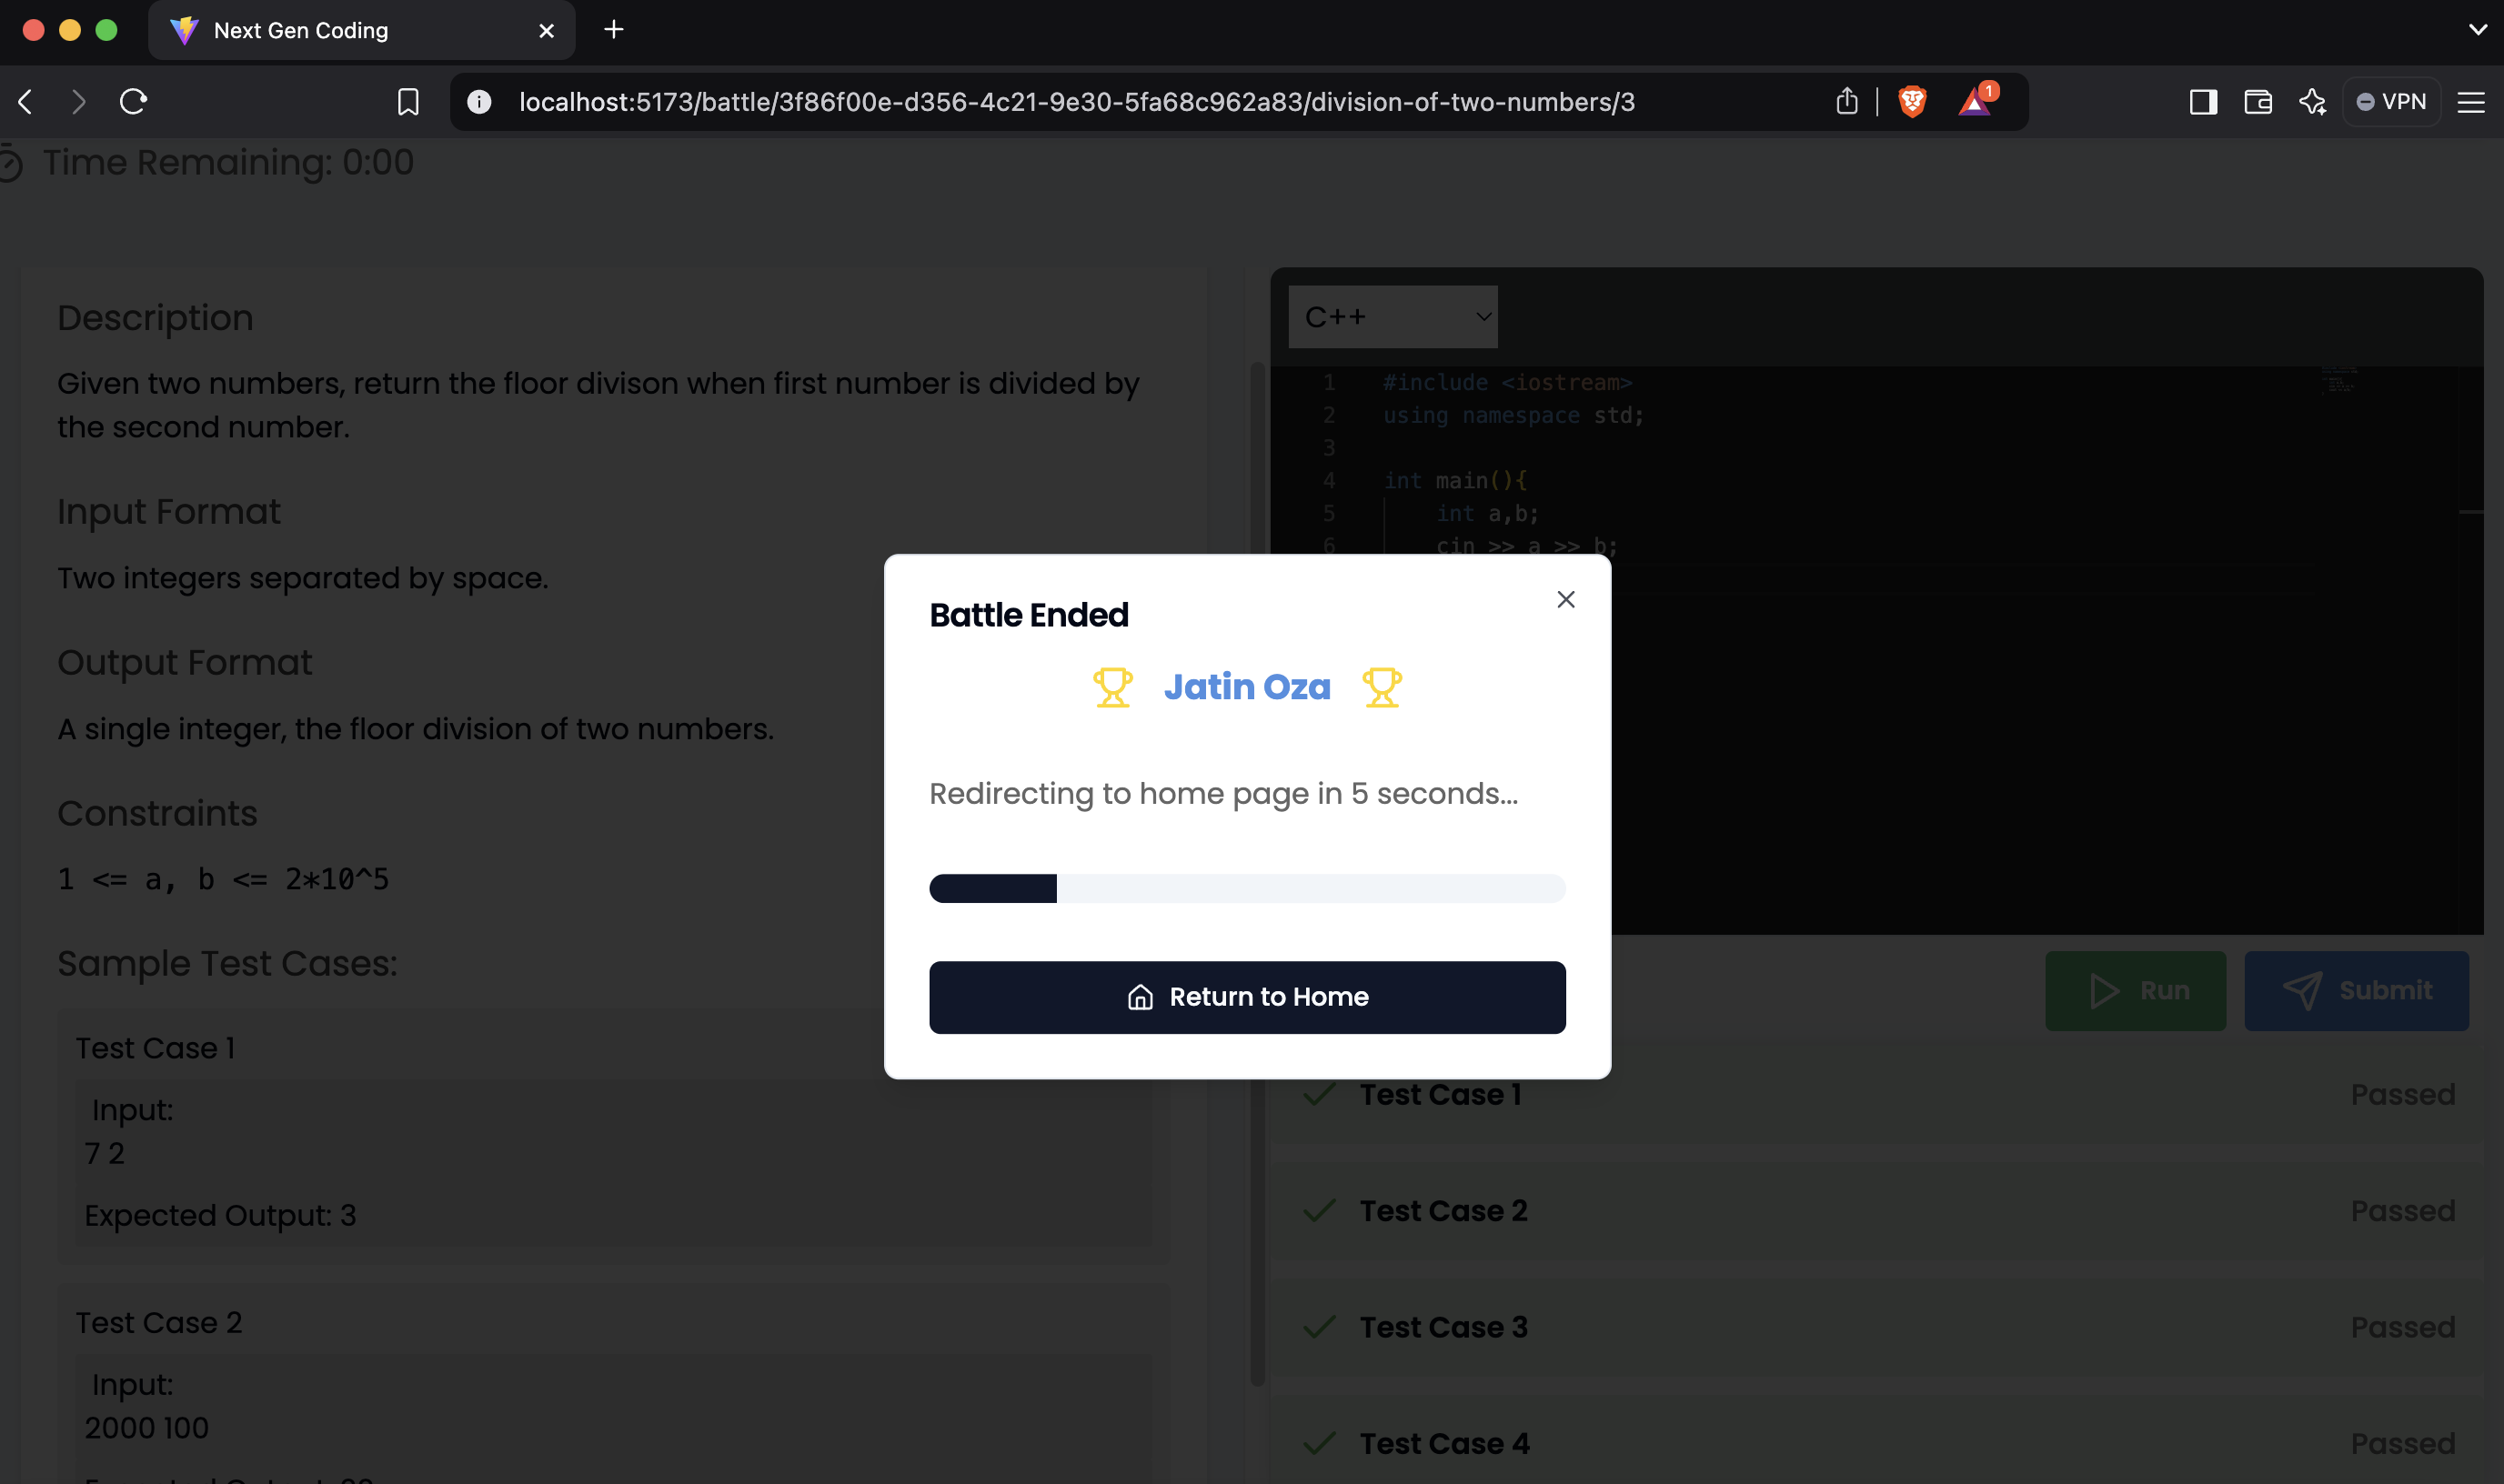 Next Gen Coding
localhost:5173/battle/3f86f00e-d356-4c21-9e30-5fa68c962a83/division-of-two-numbers/3
1
VPN
Time Remaining: 0:00
Description
Given two numbers, return the floor divison when first number is divided by
the second number.
Input Format
Two integers separated by space.
Output Format
A single integer, the floor division of two numbers.
Constraints
1 <= a, b <= 2*10^5
Sample Test Cases:
Test Case 1
Input:
7 2
Expected Output: 3
Test Case 2
Input:
2000 100
C++
1 #include <iostream>
2 using namespace std;
3
4 int main(){
5 int a,b;
6 cin >> a >> b;
Battle Ended
Jatin Oza
Redirecting to home page in 5 seconds...
Return to Home
Run
Submit
Test Case 1 Passed
Test Case 2 Passed
Test Case 3 Passed
Test Case 4 Passed